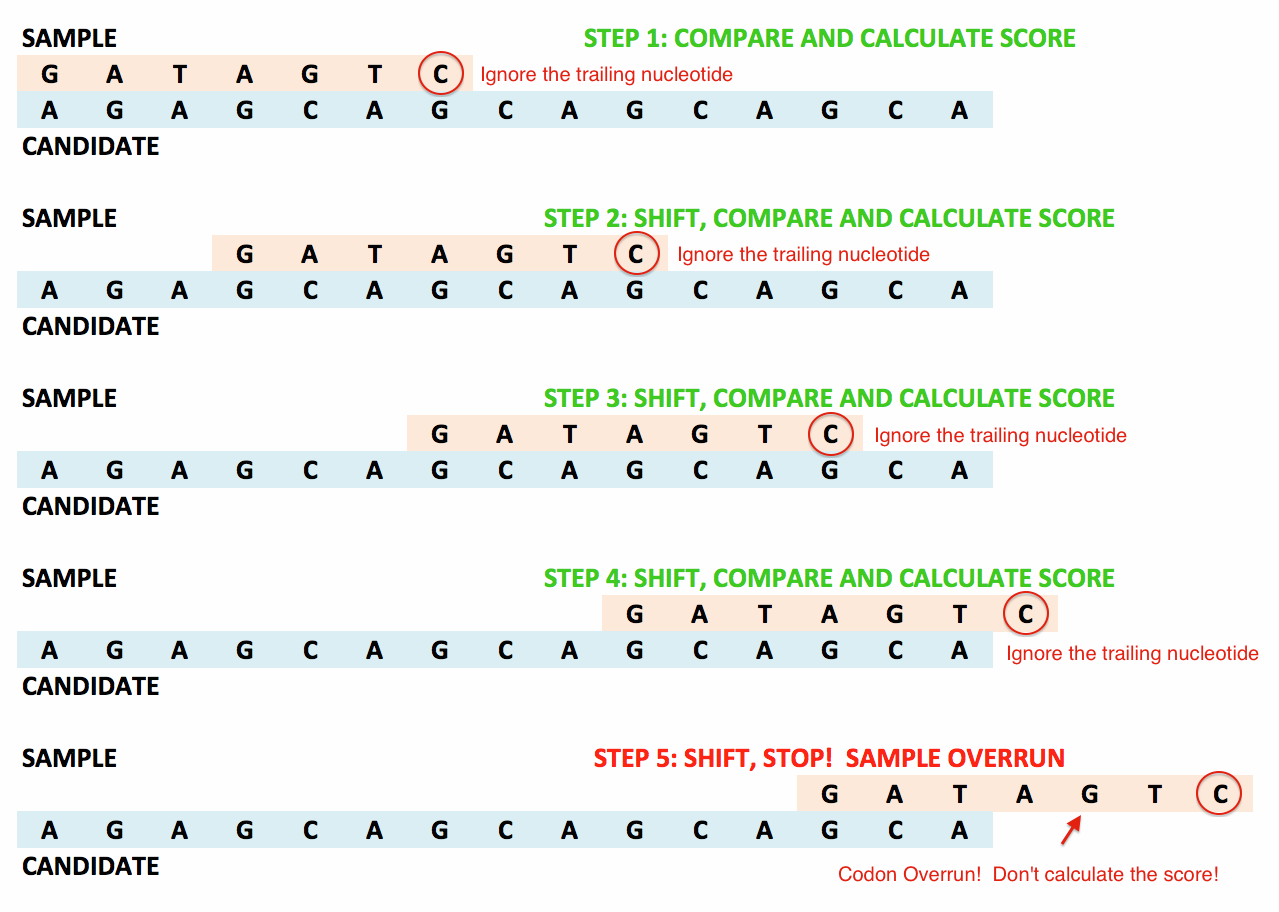 SAMPLE STEP 1: COMPARE AND CALCULATE SCORE
G A T A G T C Ignore the trailing nucleotide
A G A G C A G C A G C A G C A
CANDIDATE
SAMPLE STEP 2: SHIFT, COMPARE AND CALCULATE SCORE
G A T A G T C Ignore the trailing nucleotide
A G A G C A G C A G C A G C A
CANDIDATE
SAMPLE STEP 3: SHIFT, COMPARE AND CALCULATE SCORE
G A T A G T C Ignore the trailing nucleotide
A G A G C A G C A G C A G C A
CANDIDATE
SAMPLE STEP 4: SHIFT, COMPARE AND CALCULATE SCORE
G A T A G T C
A G A G C A G C A G C A G C A Ignore the trailing nucleotide
CANDIDATE
SAMPLE STEP 5: SHIFT, STOP! SAMPLE OVERRUN
G A T A G T C
A G A G C A G C A G C A G C A
CANDIDATE Codon Overrun! Don't calculate the score!